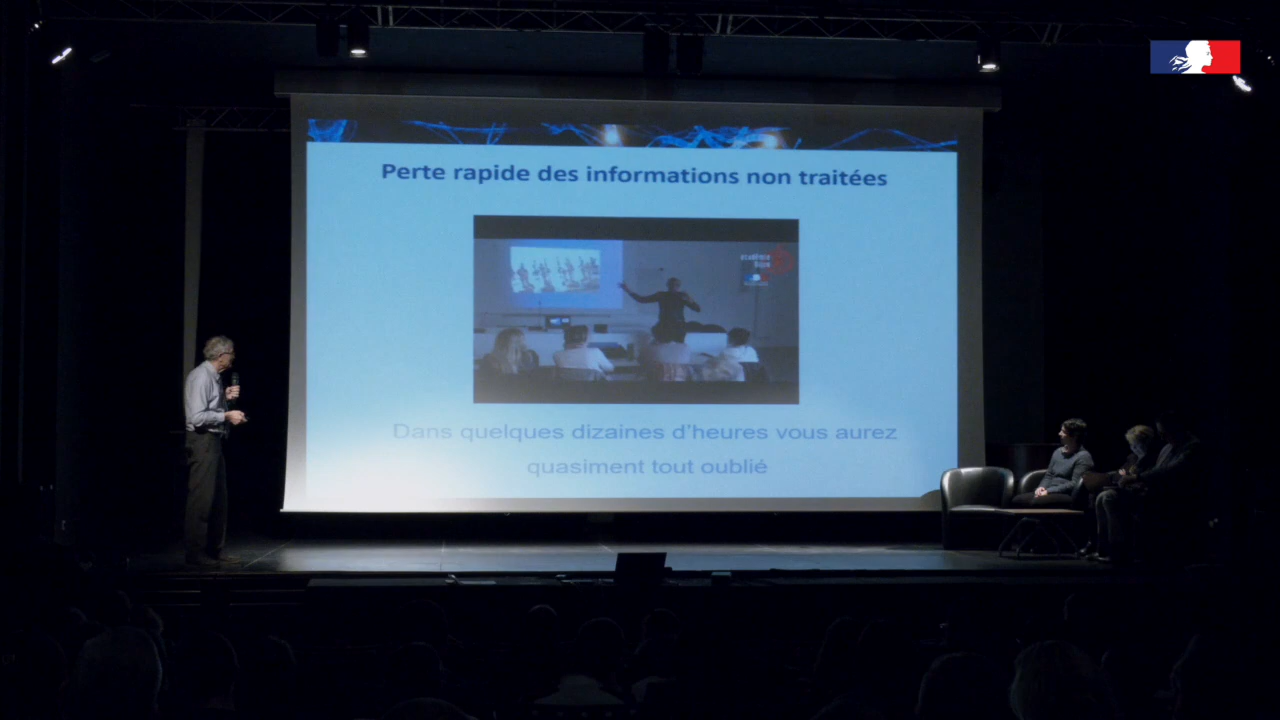 Perte rapide des informations non traitées
Dans quelques dizaines d'heures vous aurez
quasiment tout oublié